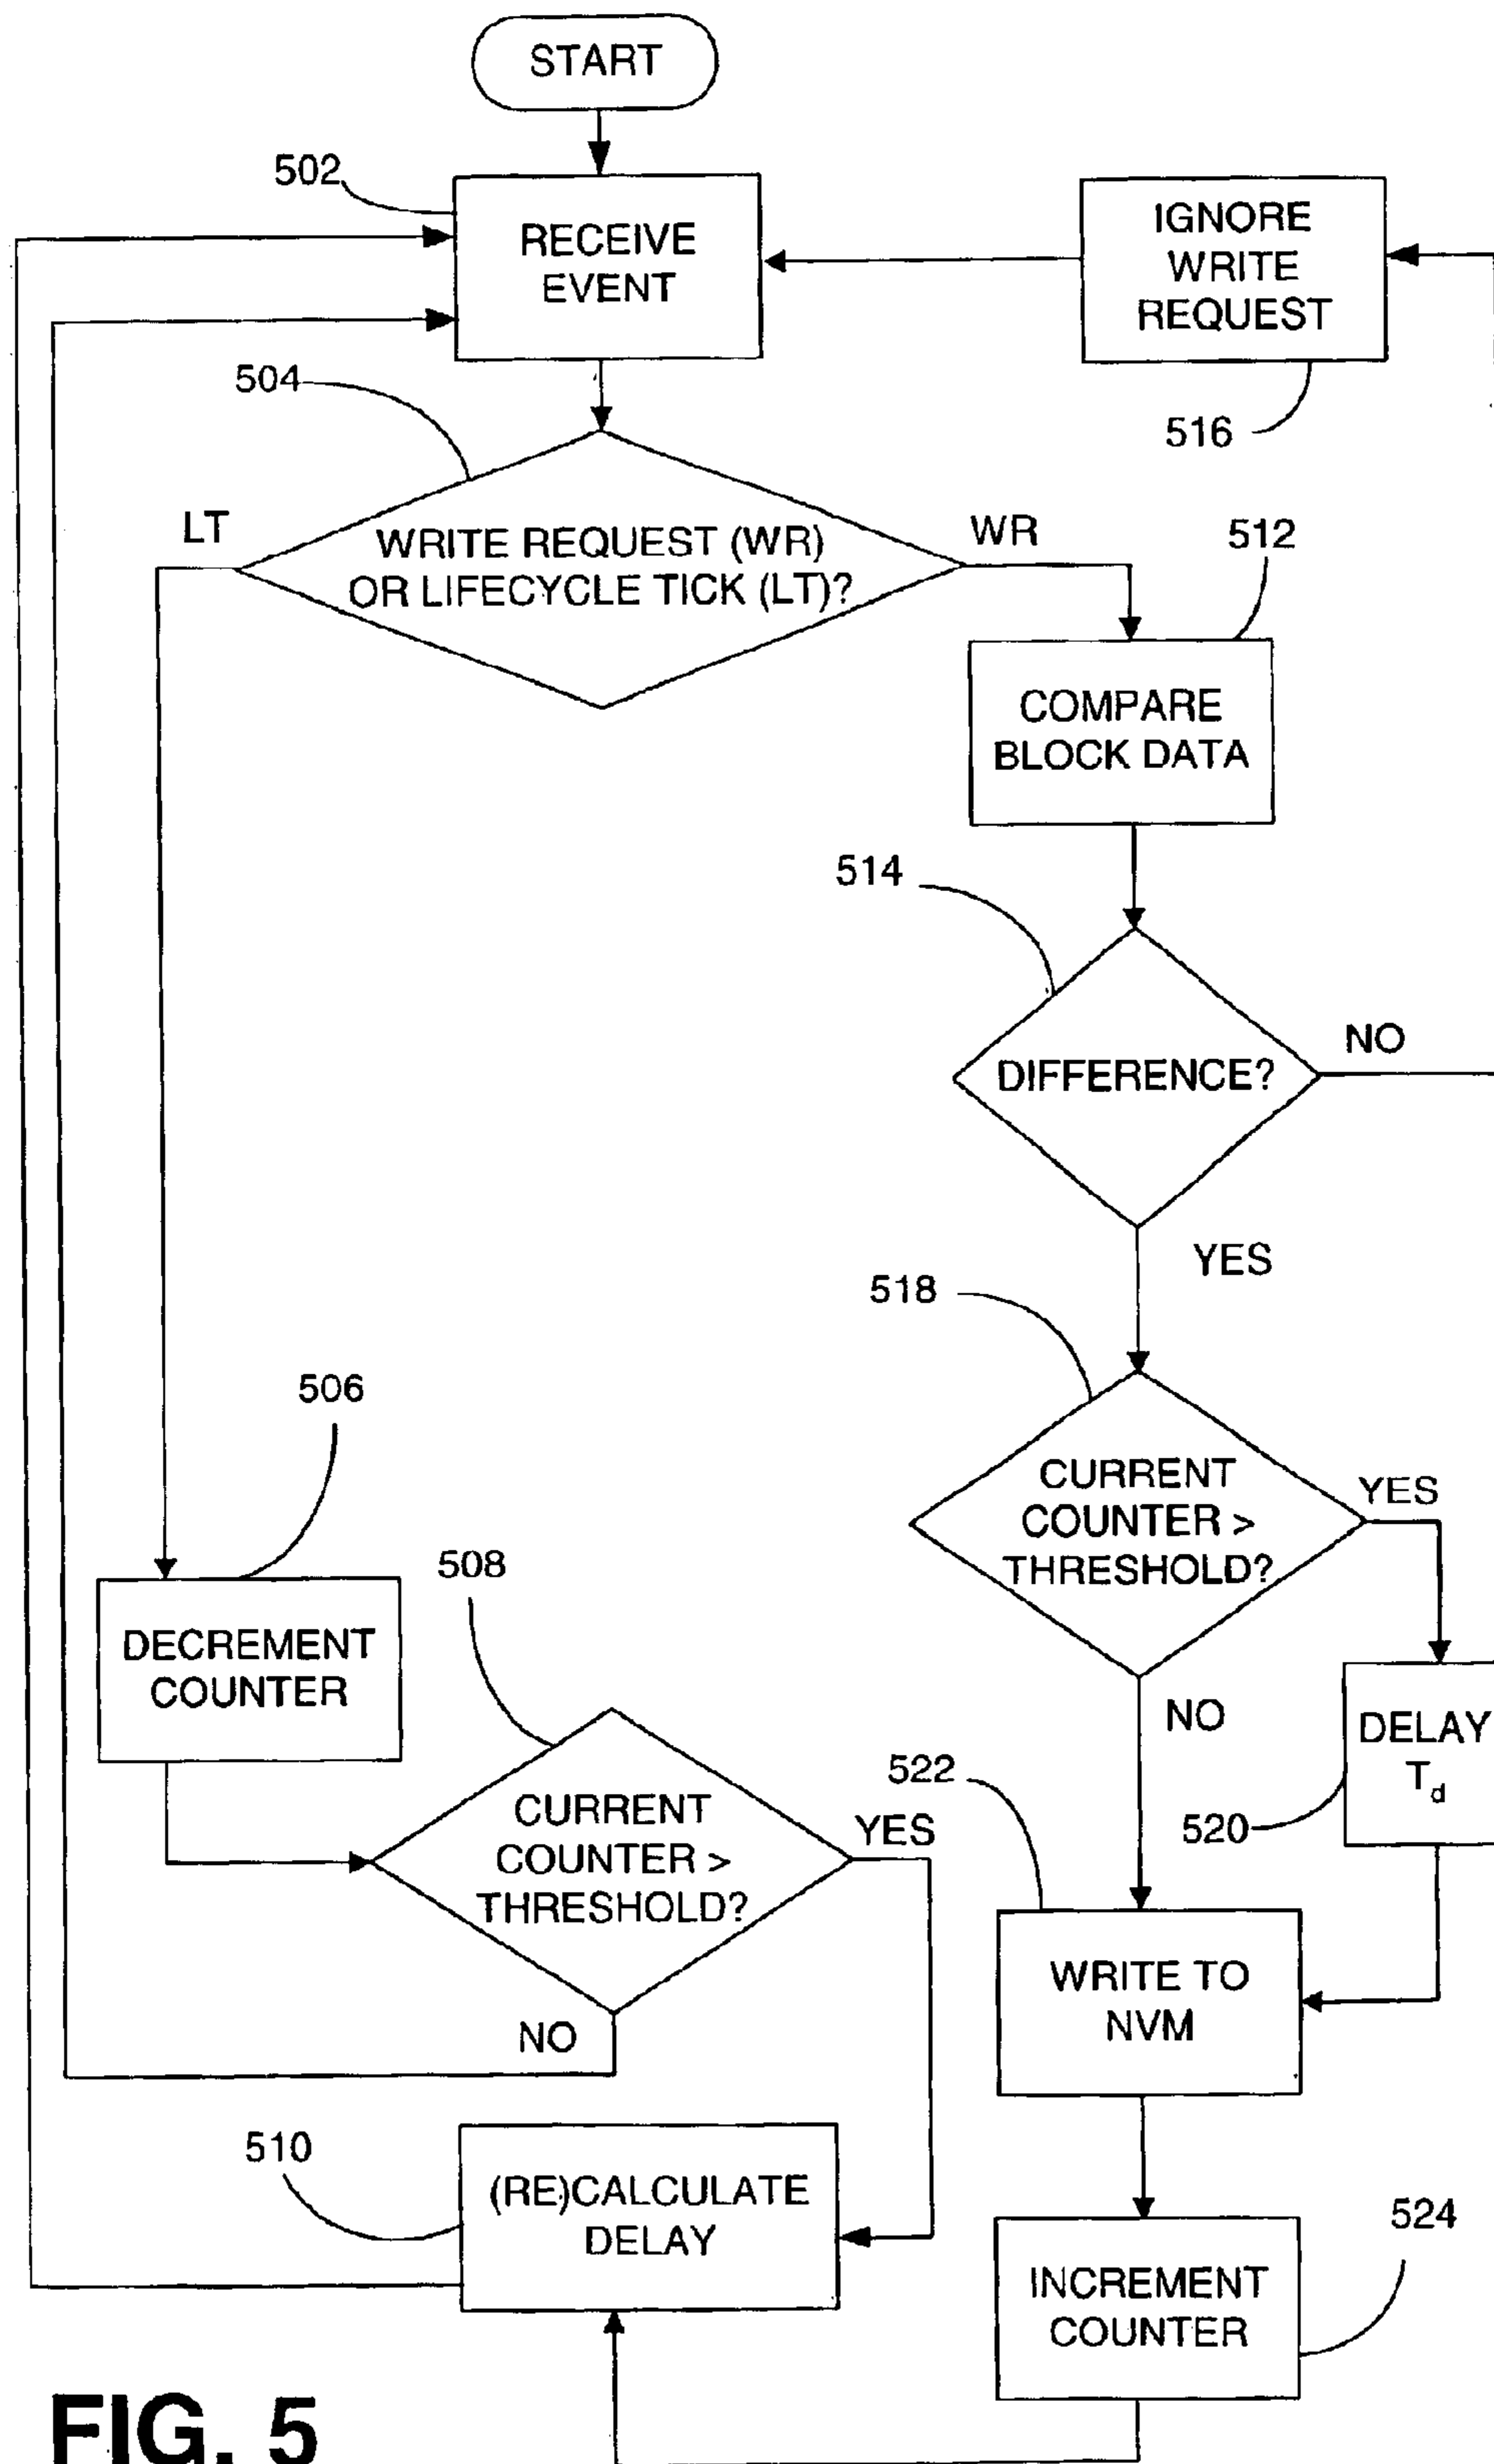 START
502
RECEIVE
EVENT
IGNORE
WRITE
REQUEST
516
504
LT
WRITE REQUEST (WR)
OR LIFECYCLE TICK (LT)?
WR
512
COMPARE
BLOCK DATA
514
DIFFERENCE?
NO
YES
518
CURRENT
COUNTER >
THRESHOLD?
YES
NO
506
DECREMENT
COUNTER
508
CURRENT
COUNTER >
THRESHOLD?
YES
NO
DELAY
Td
520
522
WRITE TO
NVM
510
(RE)CALCULATE
DELAY
524
INCREMENT
COUNTER
FIG. 5